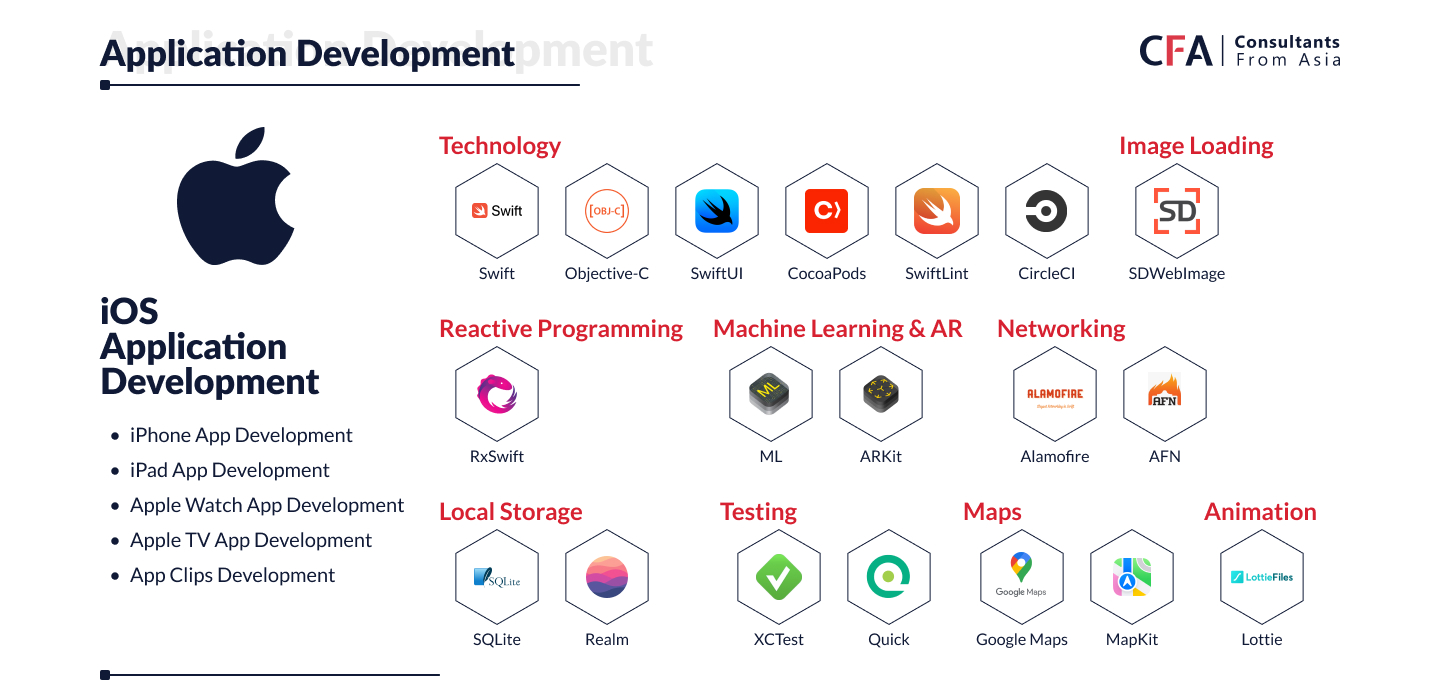 Application Development
Application Development
CFA
Consultants
From Asia
iOS
Application
Development
• iPhone App Development
• iPad App Development
• Apple Watch App Development
• Apple TV App Development
• App Clips Development
Technology
Swift
[OBJ-C]
Swift
Objective-C
SwiftUI
CocoaPods
SwiftLint
CircleCI
Image Loading
SD
SDWebImage
Reactive Programming
RxSwift
Machine Learning & AR
ML
ML
ARKit
Networking
ALAMOFIRE
AFN
Alamofire
AFN
Local Storage
SQLite
SQLite
Realm
Testing
XCTest
Quick
Maps
Google Maps
Google Maps
MapKit
Animation
LottieFiles
Lottie